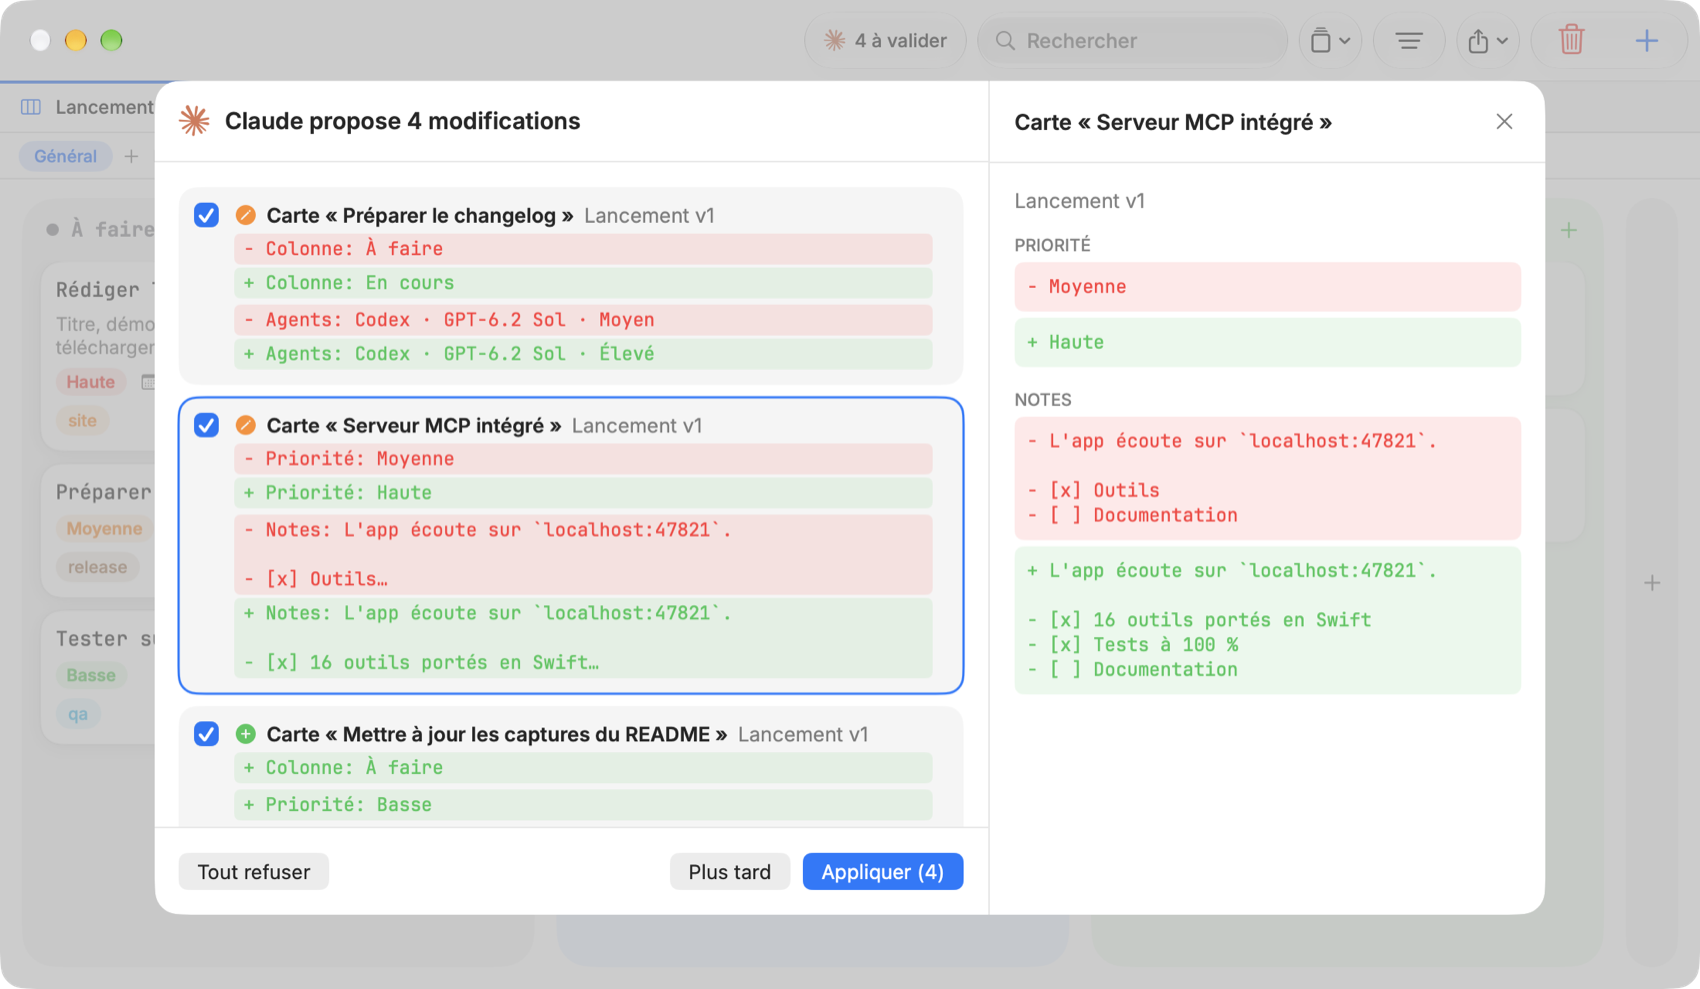 4 à valider
Rechercher
Lancement
Général
À faire
Rédiger
Titre, démo
télécharger
Haute
site
Préparer
Moyenne
release
Tester
Basse
qa
Claude propose 4 modifications
Carte « Préparer le changelog » Lancement v1
- Colonne: À faire
+ Colonne: En cours
- Agents: Codex · GPT-6.2 Sol · Moyen
+ Agents: Codex · GPT-6.2 Sol · Élevé
Carte « Serveur MCP intégré » Lancement v1
- Priorité: Moyenne
+ Priorité: Haute
- Notes: L'app écoute sur `localhost:47821`.
- [x] Outils…
+ Notes: L'app écoute sur `localhost:47821`.
- [x] 16 outils portés en Swift…
Carte « Mettre à jour les captures du README » Lancement v1
+ Colonne: À faire
+ Priorité: Basse
Tout refuser
Plus tard
Appliquer (4)
Carte « Serveur MCP intégré »
Lancement v1
PRIORITÉ
- Moyenne
+ Haute
NOTES
- L'app écoute sur `localhost:47821`.
- [x] Outils
- [ ] Documentation
+ L'app écoute sur `localhost:47821`.
- [x] 16 outils portés en Swift
- [x] Tests à 100 %
- [ ] Documentation